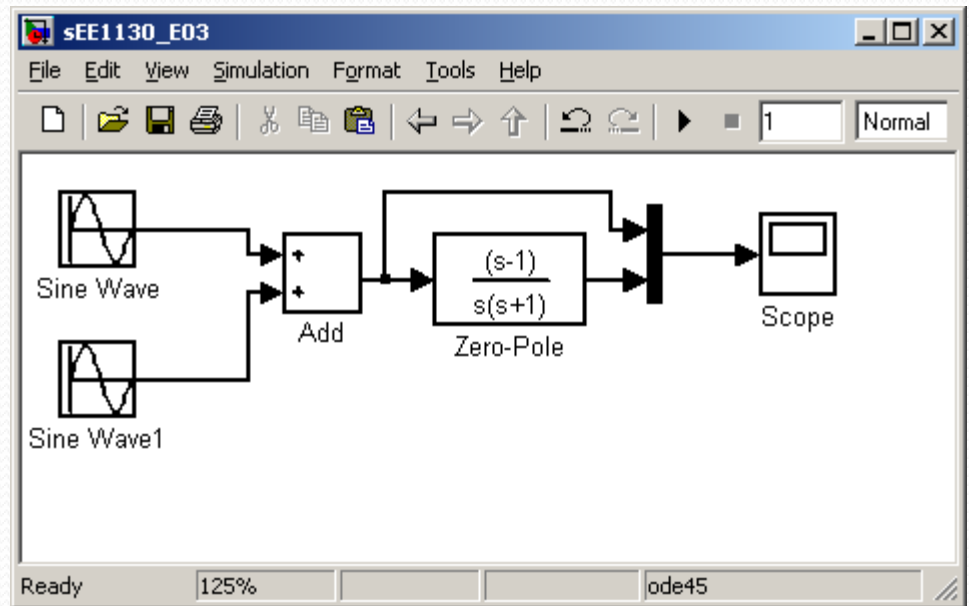 sEE1130_E03
File Edit View Simulation Format Tools Help
1 Normal
Sine Wave
+
+
Add
(s-1)
s(s+1)
Zero-Pole
Scope
Sine Wave1
Ready 125% ode45